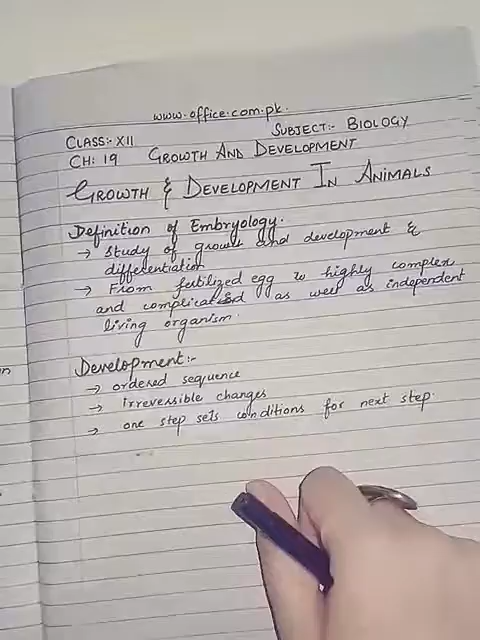 www.office.com.pk.
CLASS:- XII
SUBJECT:- BIOLOGY
CH: 19 GROWTH AND DEVELOPMENT
GROWTH & DEVELOPMENT IN ANIMALS
Definition of Embryology.
→ Study of growth and development &
differentiation
→ From fertilized egg to highly complex
and complicated as well as independent
living organism.
Development:-
→ ordered sequence
→ irreversible changes
→ one step sets conditions for next step.